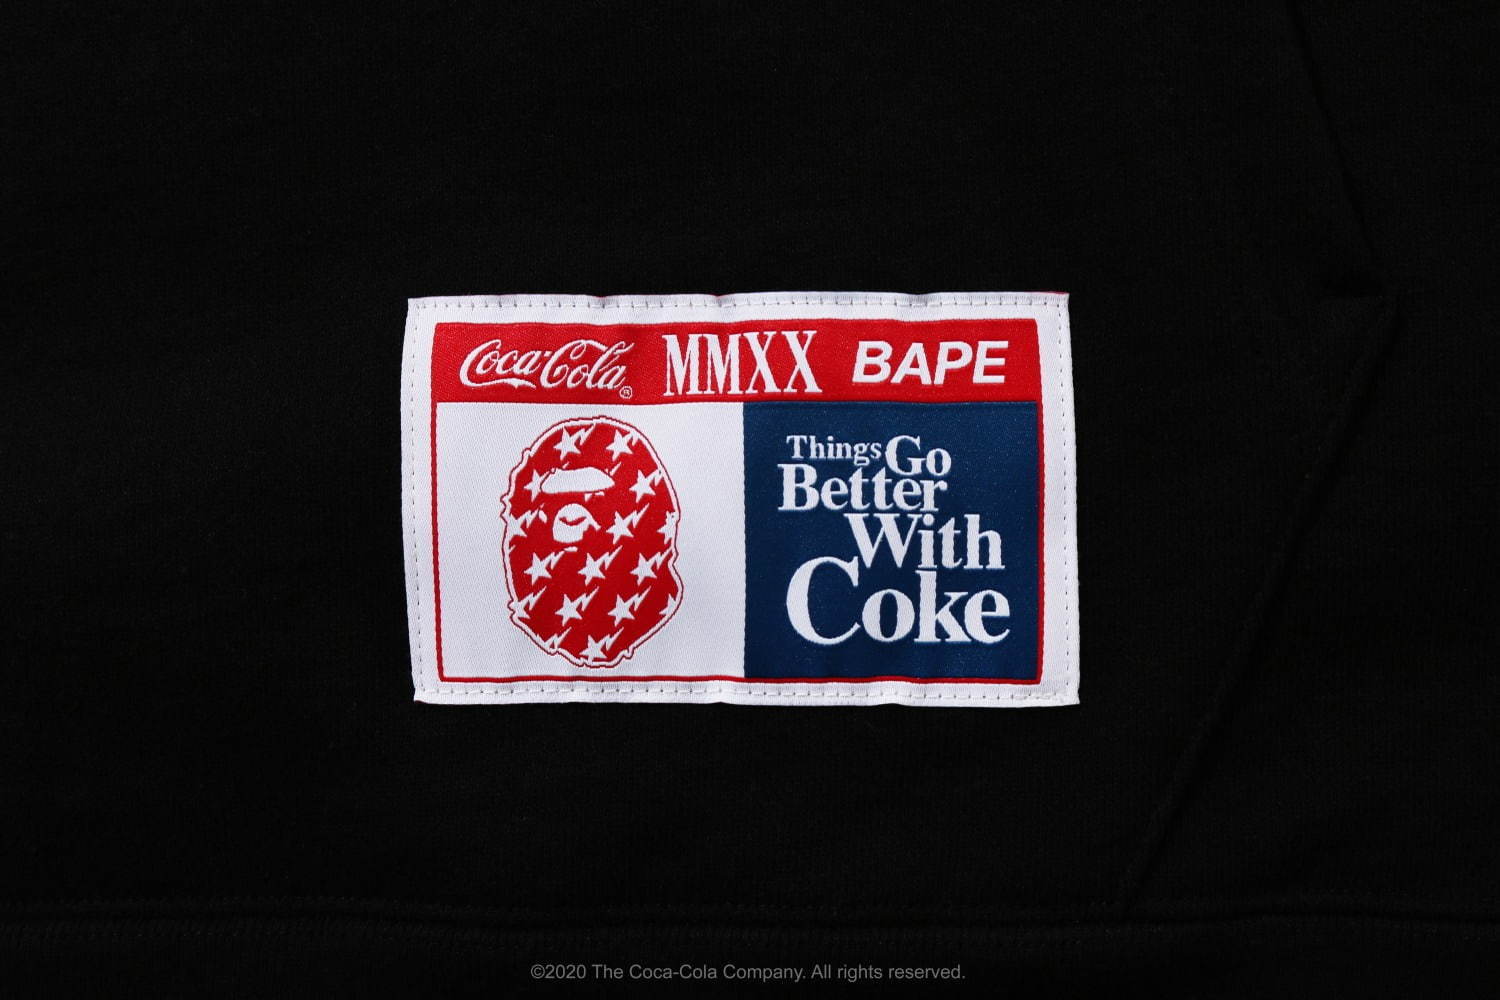 Coca-Cola® MMXX BAPE
Things Go
Better
With
Coke
©2020 The Coca-Cola Company. All rights reserved.